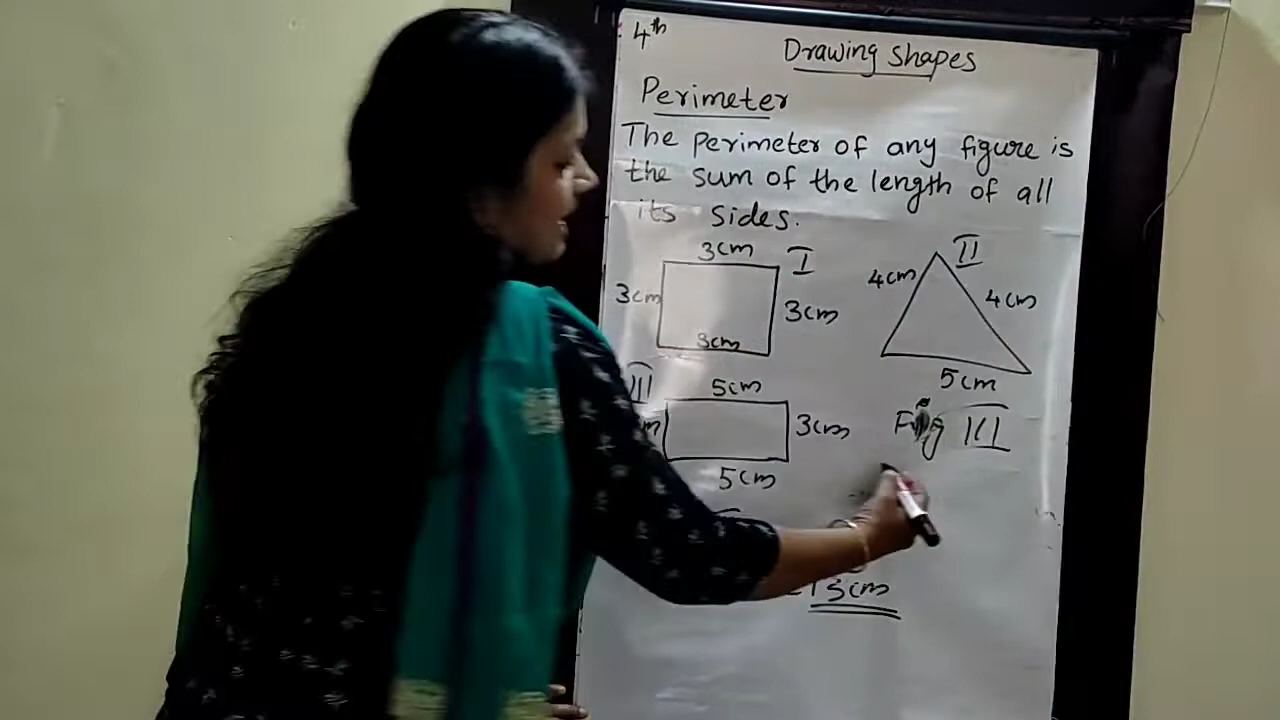 4th
Drawing shapes
Perimeter
The perimeter of any figure is
the sum of the length of all
its sides.
3cm I
3cm 3cm
3cm
II
4cm 4cm
5cm
III 5cm
3cm
5cm
Fig III
13cm